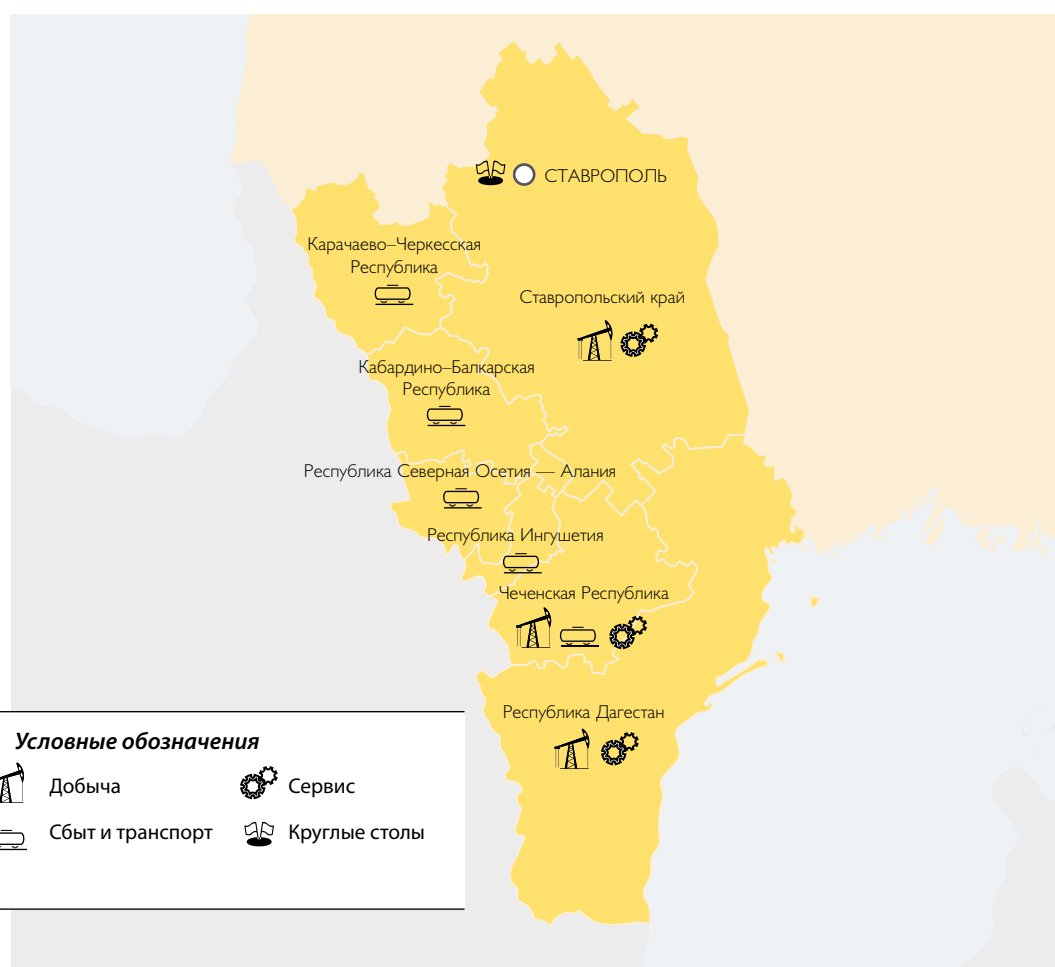 СТАВРОПОЛЬ
Карачаево–Черкесская
Республика
Ставропольский край
Кабардино–Балкарская
Республика
Республика Северная Осетия — Алания
Республика Ингушетия
Чеченская Республика
Республика Дагестан
Условные обозначения
Добыча
Сервис
Сбыт и транспорт
Круглые столы